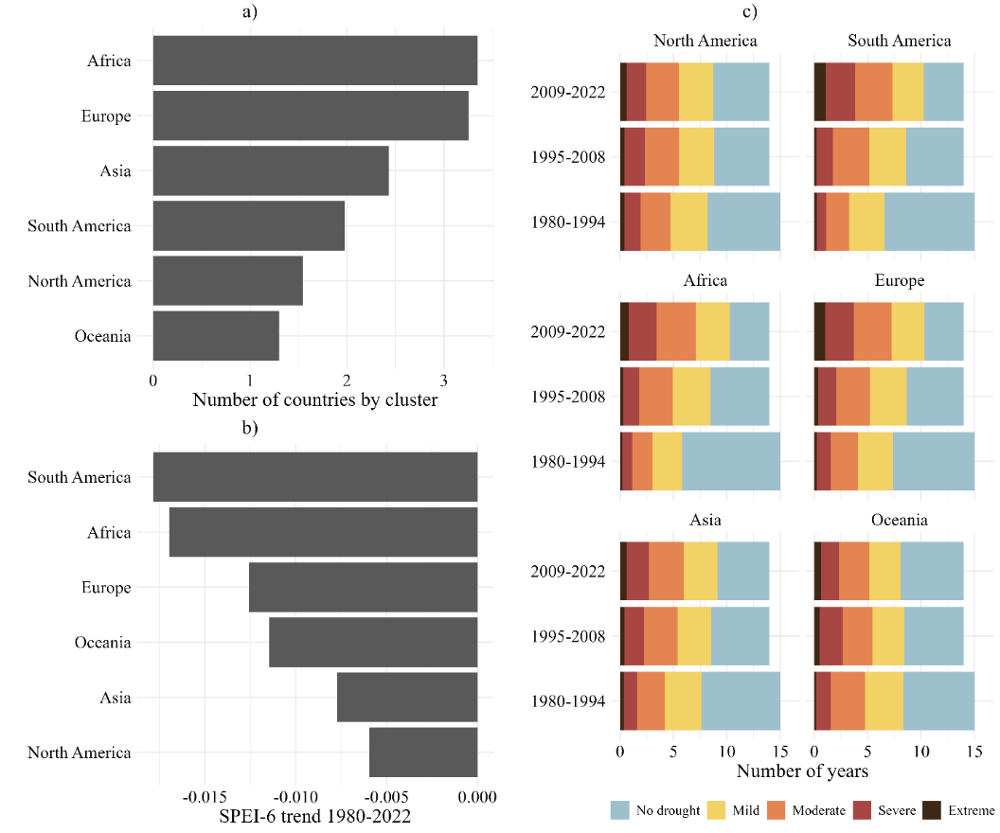 a)
Africa
Europe
Asia
South America
North America
Oceania
0 1 2 3
Number of countries by cluster
b)
South America
Africa
Europe
Oceania
Asia
North America
-0.015 -0.010 -0.005 0.000
SPEI-6 trend 1980-2022
c)
North America South America
2009-2022
1995-2008
1980-1994
Africa Europe
2009-2022
1995-2008
1980-1994
Asia Oceania
2009-2022
1995-2008
1980-1994
0 5 10 15 0 5 10 15
Number of years
No drought Mild Moderate Severe Extreme